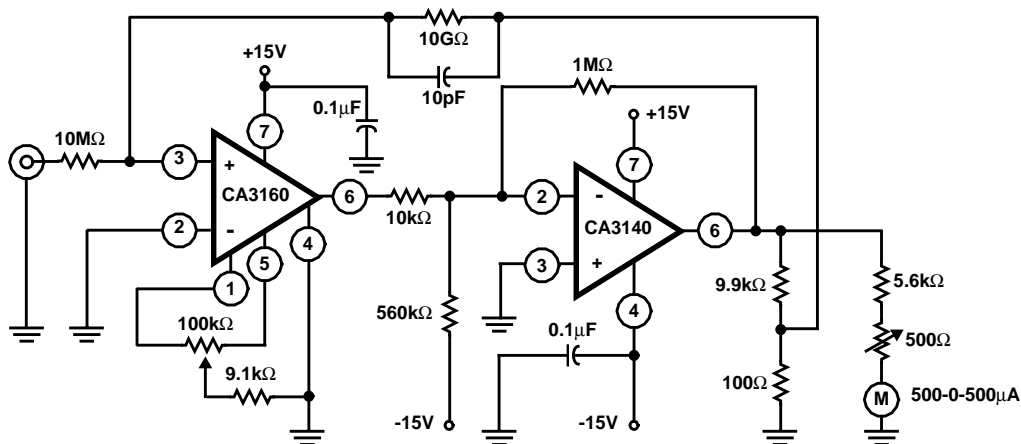 10GΩ
10pF
+15V
0.1μF
1MΩ
+15V
10MΩ
3
+
7
CA3160
6
10kΩ
2
-
4
5
1
100kΩ
9.1kΩ
560kΩ
-15V
2
-
7
CA3140
6
3
+
4
0.1μF
-15V
9.9kΩ
5.6kΩ
500Ω
100Ω
M
500-0-500μA